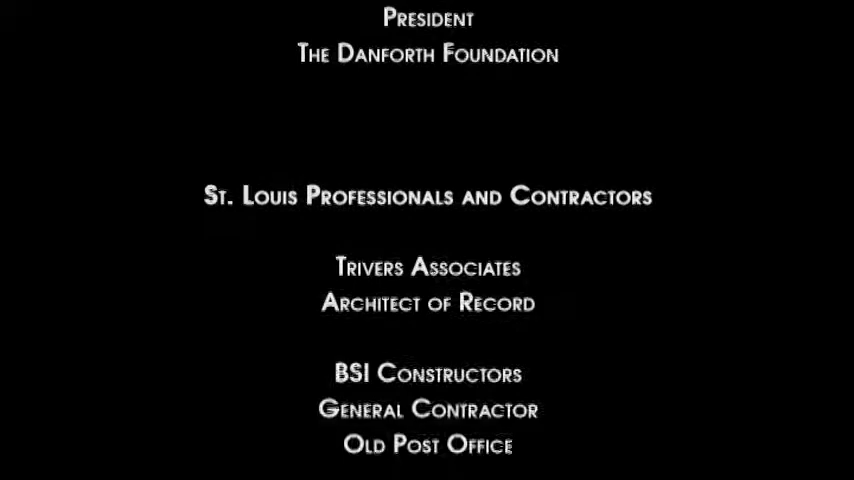 President
The Danforth Foundation
St. Louis Professionals and Contractors
Trivers Associates
Architect of Record
BSI Constructors
General Contractor
Old Post Office